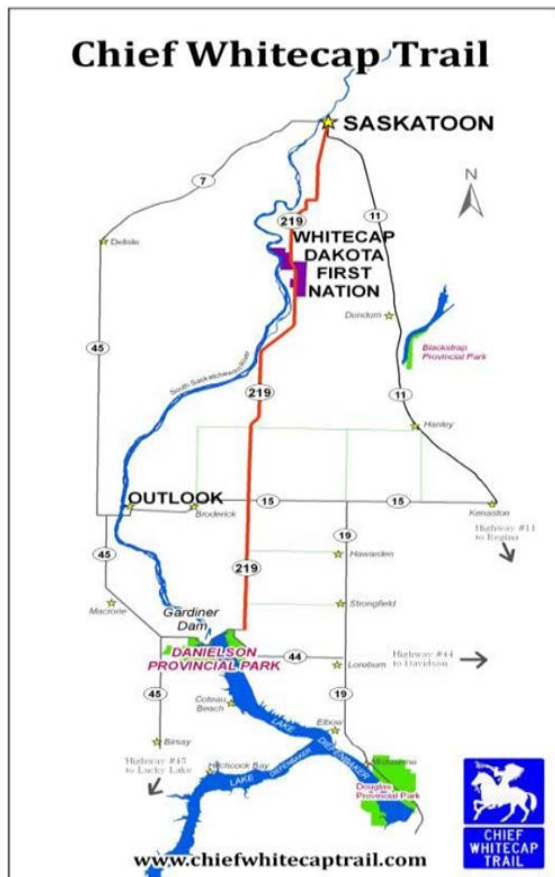 Chief Whitecap Trail
SASKATOON
7
N
219
11
WHITECAP
DAKOTA
FIRST
NATION
Delisle
Dundurn
45
Blackstrap
Provincial Park
South Saskatchewan River
219
11
Hanley
OUTLOOK
15
15
Broderick
Kenaston
Highway #11
to Regina
19
45
Hawarden
219
Macrorie
Strongfield
Gardiner
Dam
DANIELSON
PROVINCIAL PARK
44
Loreburn
Highway #44
to Davidson
45
Coteau
Beach
19
Elbow
LAKE
DIEFENBAKER
Birsay
Highway #45
to Lucky Lake
Hitchcock Bay
LAKE
DIEFENBAKER
Douglas
Provincial Park
CHIEF
WHITECAP
TRAIL
www.chiefwhitecaptrail.com